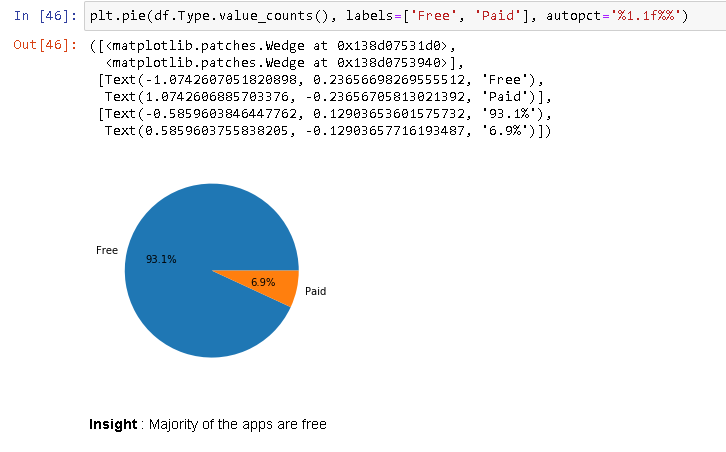 In [46]: plt.pie(df.Type.value_counts(), labels=['Free', 'Paid'], autopct='%1.1f%%')
Out[46]: ([<matplotlib.patches.Wedge at 0x138d07531d0>,
<matplotlib.patches.Wedge at 0x138d0753940>],
[Text(-1.0742607051820898, 0.23656698269555512, 'Free'),
Text(1.0742606885703376, -0.23656705813021392, 'Paid')],
[Text(-0.5859603846447762, 0.12903653601575732, '93.1%'),
Text(0.5859603755838205, -0.12903657716193487, '6.9%')])
Free
93.1%
6.9%
Paid
Insight : Majority of the apps are free